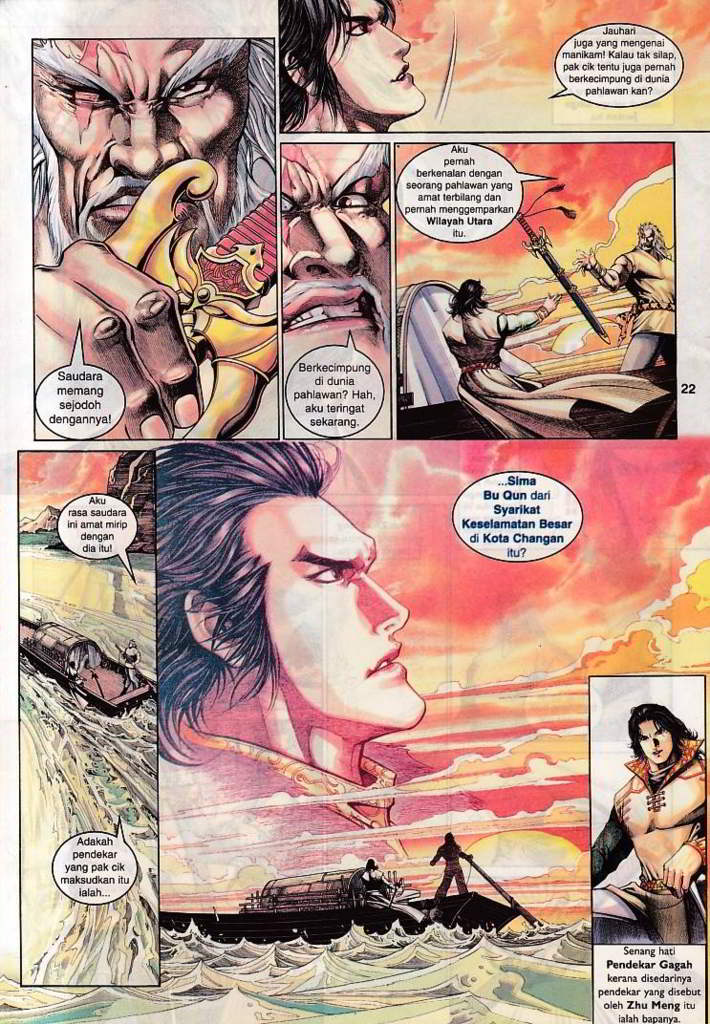 Jauhari
juga yang mengenai
manikam! Kalau tak silap,
pak cik tentu juga pernah
berkecimpung di dunia
pahlawan kan?
Saudara
memang
sejodoh
dengannya!
Berkecimpung
di dunia
pahlawan? Hah,
aku teringat
sekarang.
Aku
pernah
berkenalan dengan
seorang pahlawan yang
amat terbilang dan
pernah menggemparkan
Wilayah Utara
itu.
22
Aku
rasa saudara
ini amat mirip
dengan
dia itu!
Adakah
pendekar
yang pak cik
maksudkan itu
ialah...
...Sima
Bu Qun dari
Syarikat
Keselamatan Besar
di Kota Changan
itu?
Senang hati
Pendekar Gagah
kerana disedarinya
pendekar yang disebut
oleh Zhu Meng itu
ialah bapanya.